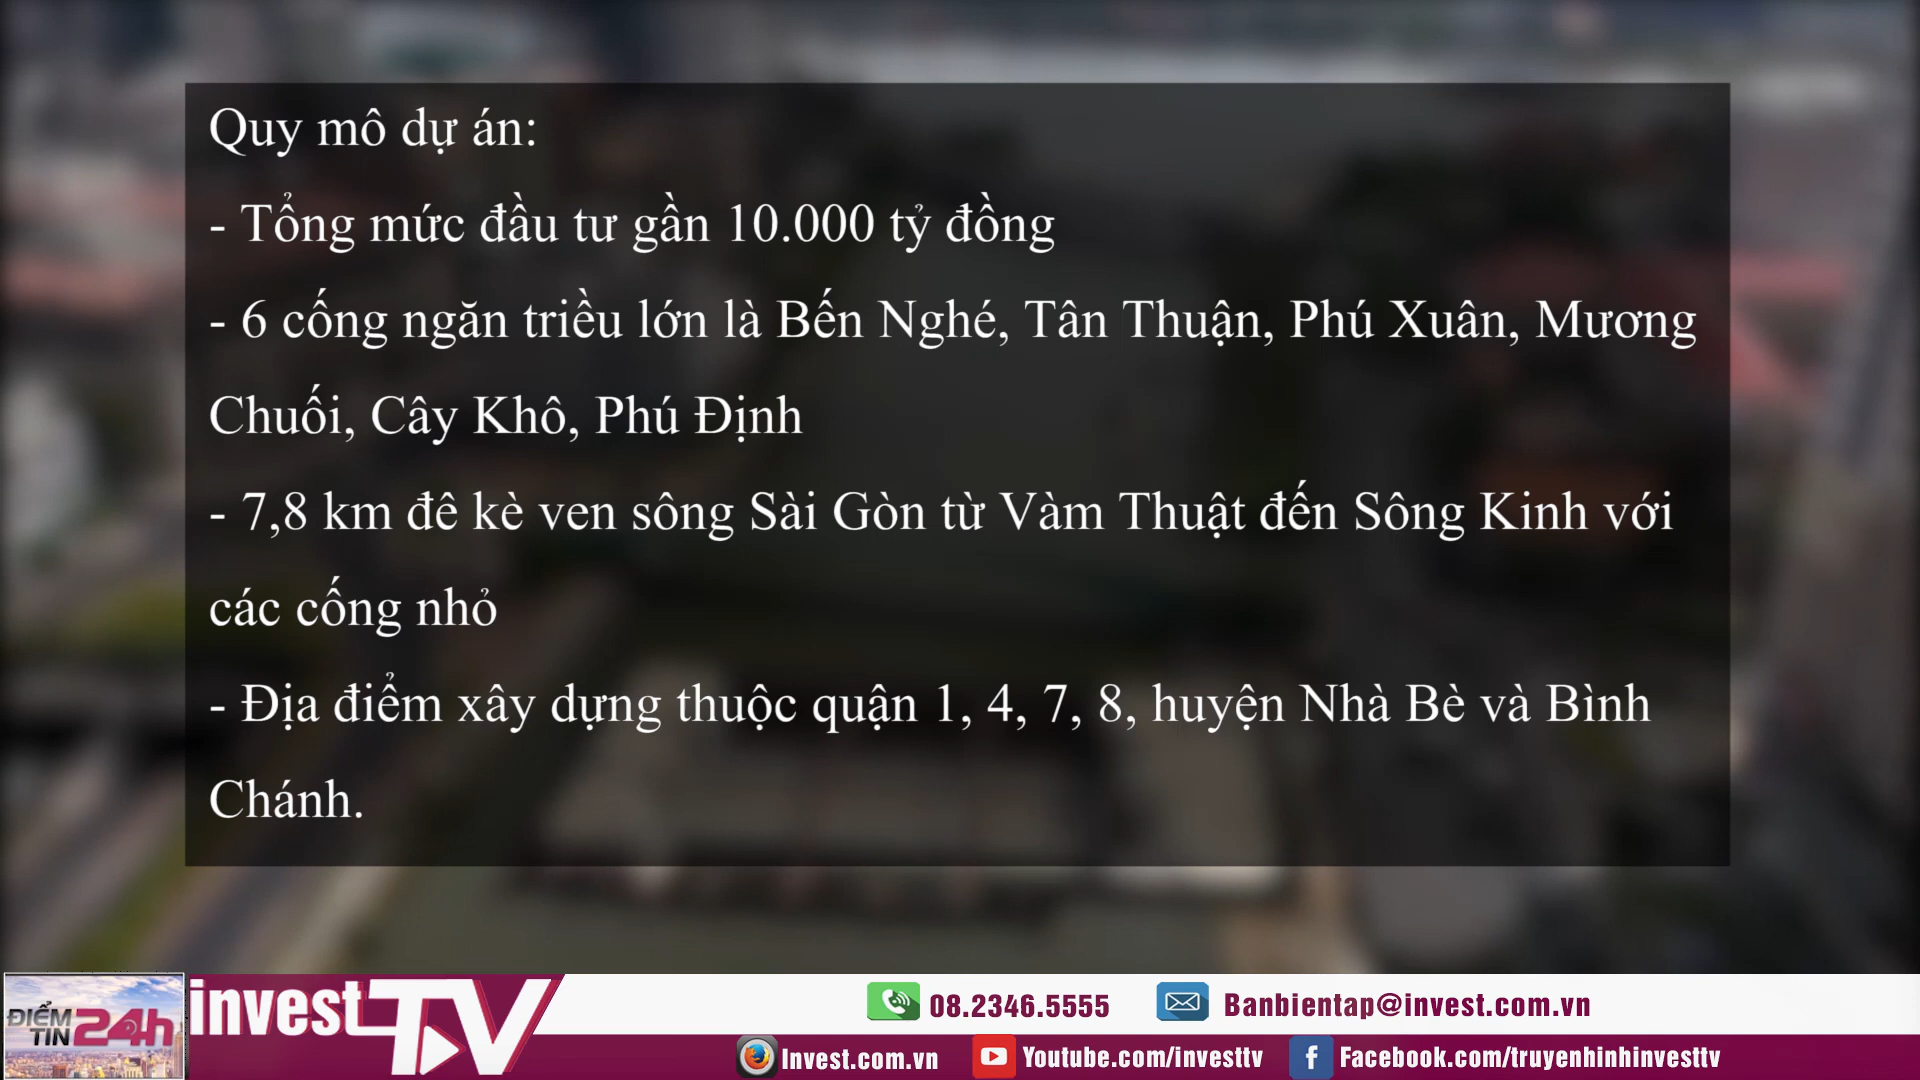 Quy mô dự án:
- Tổng mức đầu tư gần 10.000 tỷ đồng
- 6 cống ngăn triều lớn là Bến Nghé, Tân Thuận, Phú Xuân, Mương
Chuối, Cây Khô, Phú Định
- 7,8 km đê kè ven sông Sài Gòn từ Vàm Thuật đến Sông Kinh với
các cống nhỏ
- Địa điểm xây dựng thuộc quận 1, 4, 7, 8, huyện Nhà Bè và Bình
Chánh.
ĐIỂM
TIN 24h
invest TV
08.2346.5555
Banbientap@invest.com.vn
Invest.com.vn
Youtube.com/investtv
Facebook.com/truyenhinhinvesttv